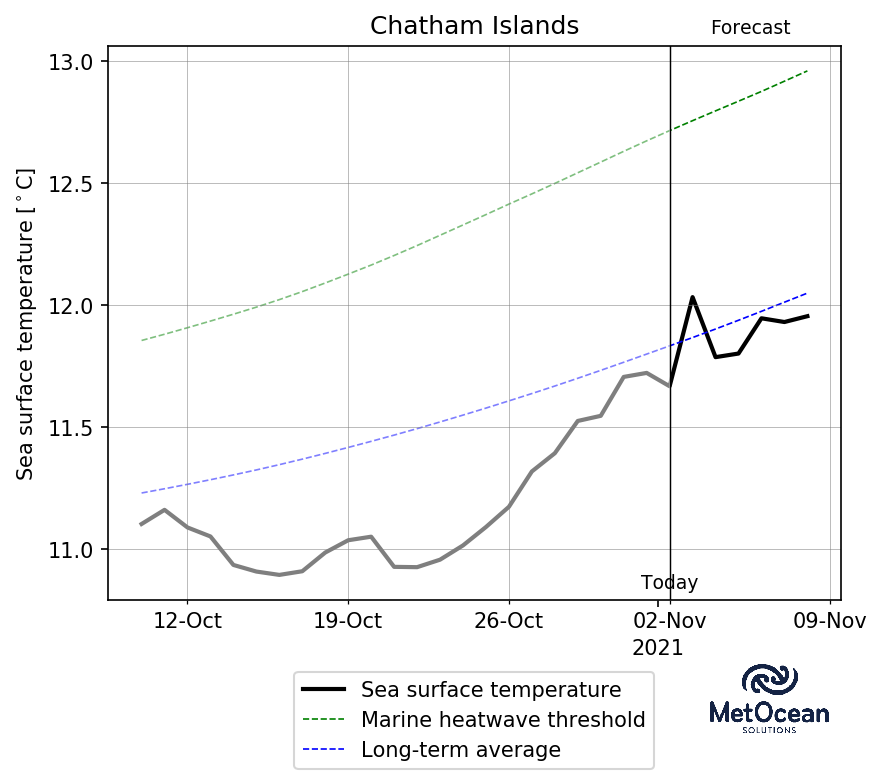 Chatham Islands
Forecast
Sea surface temperature [°C]
13.0
12.5
12.0
11.5
11.0
Today
12-Oct 19-Oct 26-Oct 02-Nov 09-Nov
2021
Sea surface temperature
Marine heatwave threshold
Long-term average
MetOcean
SOLUTIONS